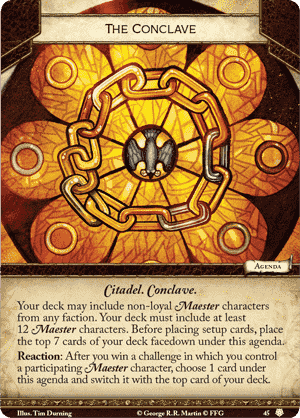 The Conclave
Agenda
Citadel. Conclave.
Your deck may include non-loyal Maester characters
from any faction. Your deck must include at least
12 Maester characters. Before placing setup cards, place
the top 7 cards of your deck facedown under this agenda.
Reaction: After you win a challenge in which you control
a participating Maester character, choose 1 card under
this agenda and switch it with the top card of your deck.
Illus. Tim Durning
© George R.R. Martin © FFG
45